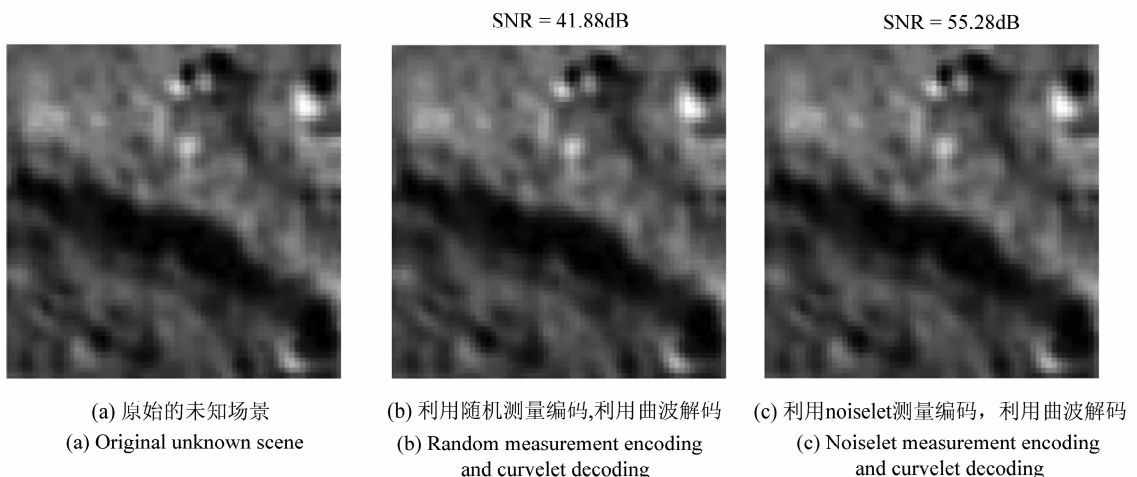 SNR = 41.88dB
SNR = 55.28dB
(a) 原始的未知场景
(a) Original unknown scene
(b) 利用随机测量编码,利用曲波解码
(b) Random measurement encoding
and curvelet decoding
(c) 利用noiselet测量编码，利用曲波解码
(c) Noiselet measurement encoding
and curvelet decoding